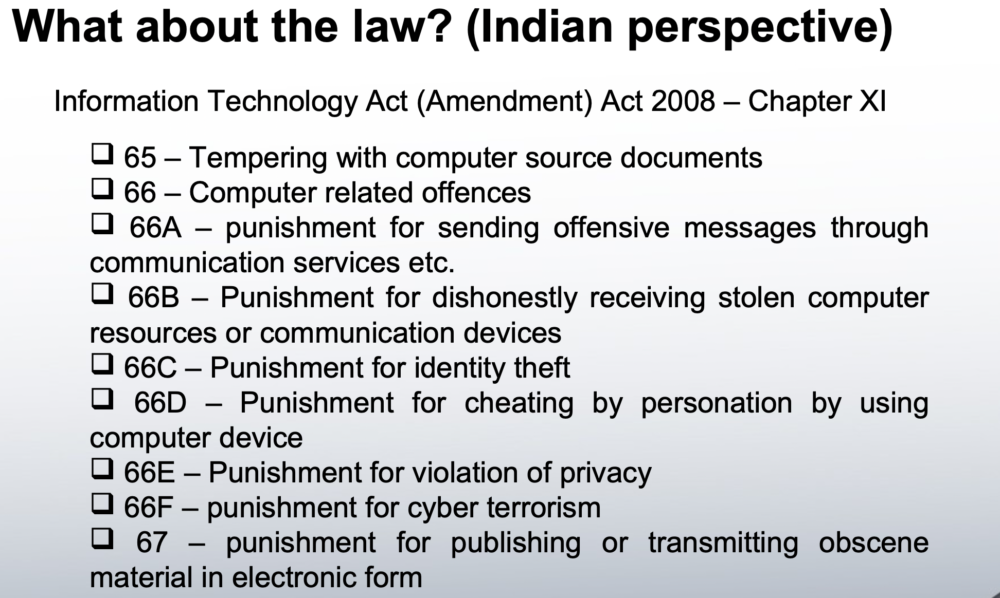 What about the law? (Indian perspective)
Information Technology Act (Amendment) Act 2008 – Chapter XI
❑ 65 – Tempering with computer source documents
❑ 66 – Computer related offences
❑ 66A – punishment for sending offensive messages through
communication services etc.
❑ 66B – Punishment for dishonestly receiving stolen computer
resources or communication devices
❑ 66C – Punishment for identity theft
❑ 66D – Punishment for cheating by personation by using
computer device
❑ 66E – Punishment for violation of privacy
❑ 66F – punishment for cyber terrorism
❑ 67 – punishment for publishing or transmitting obscene
material in electronic form